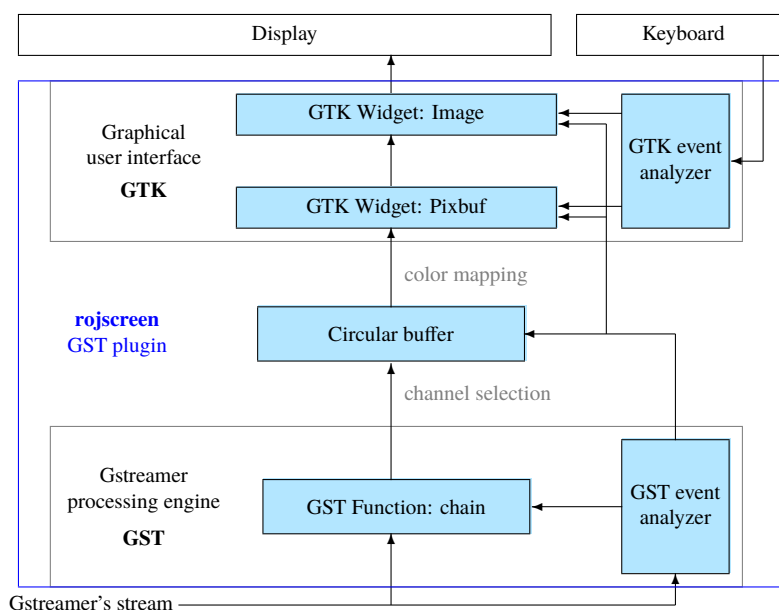 Display
Keyboard
Graphical
user interface
GTK
GTK Widget: Image
GTK event
analyzer
GTK Widget: Pixbuf
color mapping
rojscreen
GST plugin
Circular buffer
channel selection
Gstreamer
processing engine
GST
GST Function: chain
GST event
analyzer
Gstreamer's stream